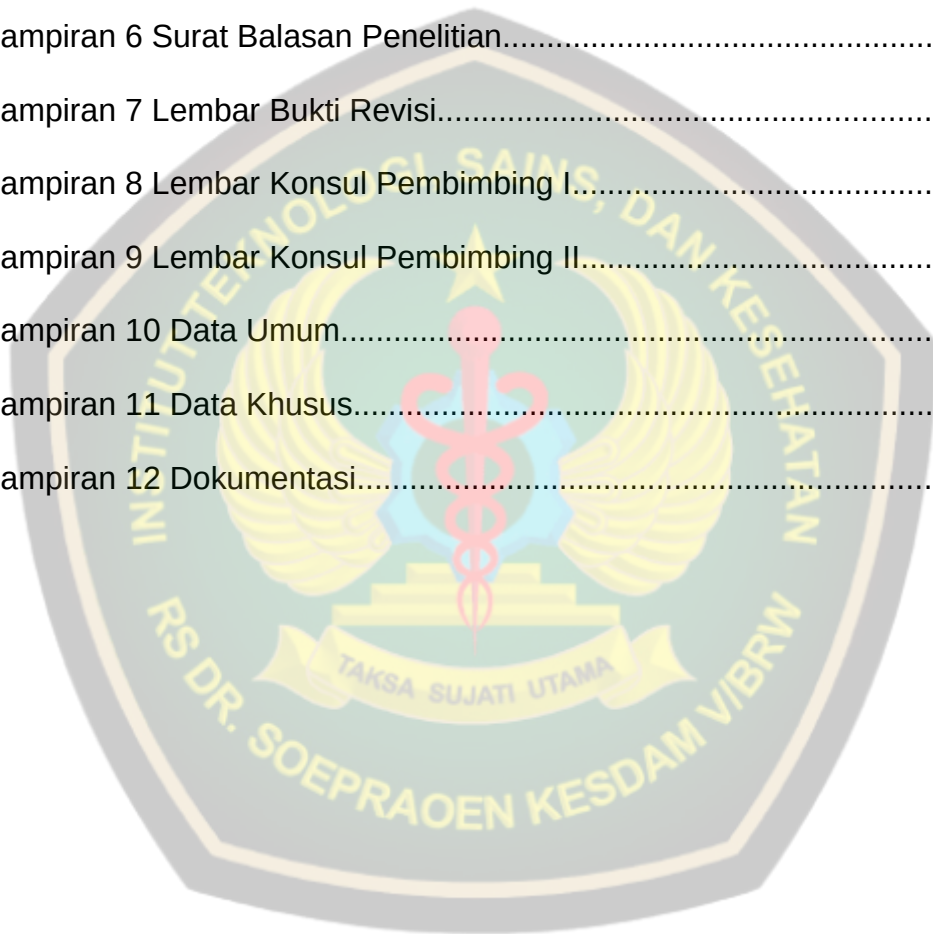 ampiran 6 Surat Balasan Penelitian......................................................
ampiran 7 Lembar Bukti Revisi.............................................................
ampiran 8 Lembar Konsul Pembimbing I..............................................
ampiran 9 Lembar Konsul Pembimbing II.............................................
ampiran 10 Data Umum........................................................................
ampiran 11 Data Khusus......................................................................
ampiran 12 Dokumentasi......................................................................
INSTITUT TEKNOLOGI, SAINS, DAN KESEHATAN
TAKSA SUJATI UTAMA
RS DR. SOEPRAOEN KESDAM V/BRW